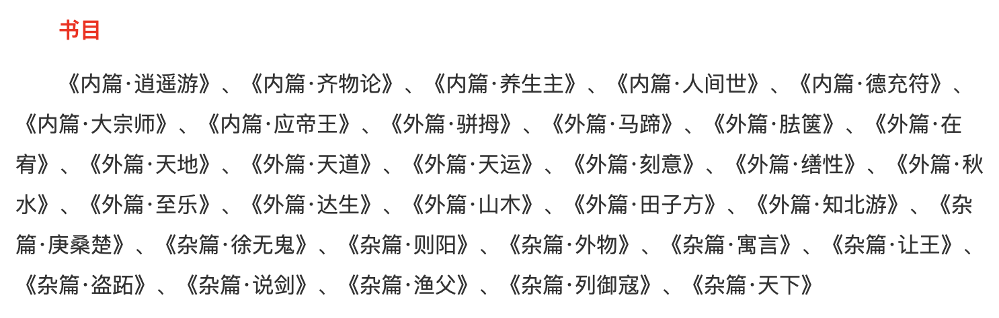 书目
《内篇·逍遥游》、《内篇·齐物论》、《内篇·养生主》、《内篇·人间世》、《内篇·德充符》、
《内篇·大宗师》、《内篇·应帝王》、《外篇·骈拇》、《外篇·马蹄》、《外篇·胠箧》、《外篇·在
宥》、《外篇·天地》、《外篇·天道》、《外篇·天运》、《外篇·刻意》、《外篇·缮性》、《外篇·秋
水》、《外篇·至乐》、《外篇·达生》、《外篇·山木》、《外篇·田子方》、《外篇·知北游》、《杂
篇·庚桑楚》、《杂篇·徐无鬼》、《杂篇·则阳》、《杂篇·外物》、《杂篇·寓言》、《杂篇·让王》、
《杂篇·盗跖》、《杂篇·说剑》、《杂篇·渔父》、《杂篇·列御寇》、《杂篇·天下》